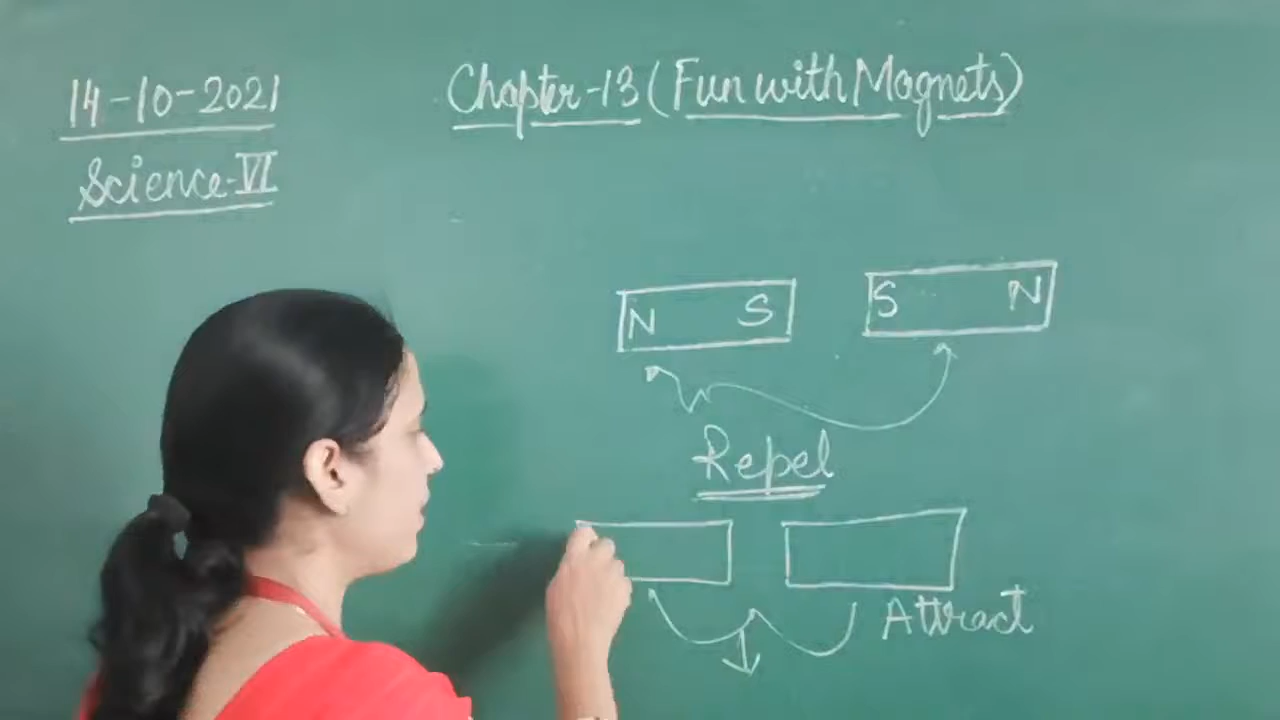 14-10-2021
Chapter-13 (Fun with Magnets)
Science-VI
N S S N
Repel
Attract